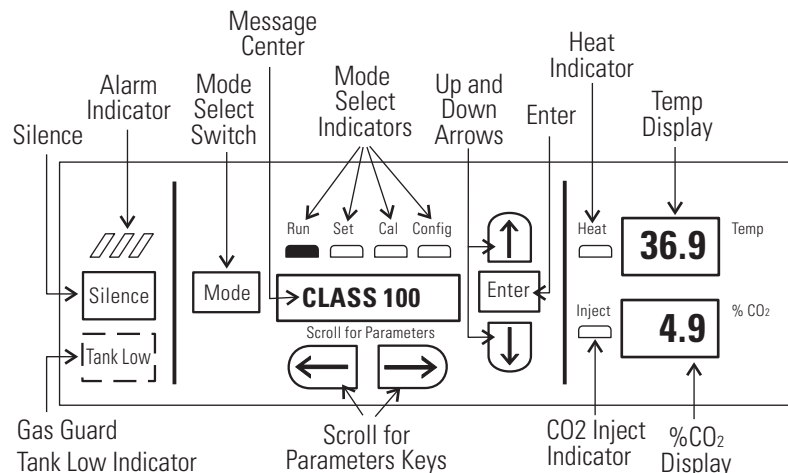 Message
Center
Alarm
Indicator
Mode
Select
Switch
Mode
Select
Indicators
Up and
Down
Arrows
Enter
Heat
Indicator
Temp
Display
Silence
Run
Set
Cal
Config
Heat
36.9
Temp
Silence
Mode
CLASS 100
Enter
Inject
4.9
% CO2
Tank Low
Scroll for Parameters
Gas Guard
Tank Low Indicator
Scroll for
Parameters Keys
CO2 Inject
Indicator
%CO2
Display